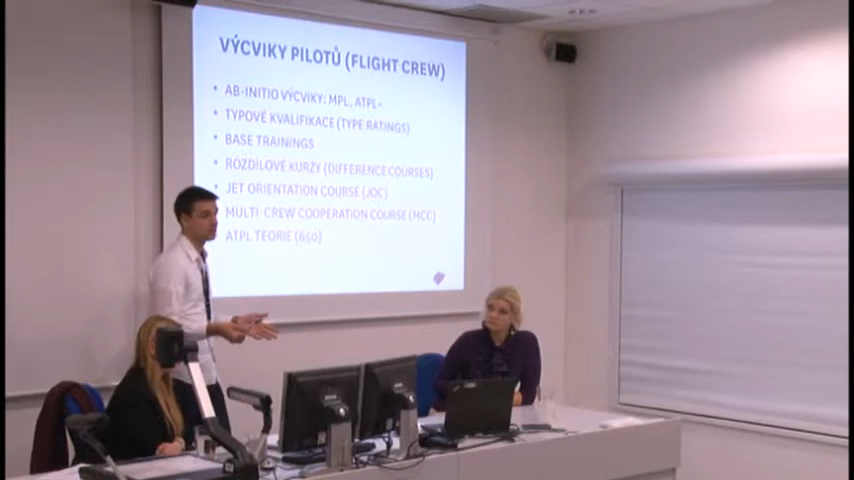 VÝCVIKY PILOTŮ (FLIGHT CREW)
• AB-INITIO VÝCVIKY: MPL, ATPL-
• TYPOVÉ KVALIFIKACE (TYPE RATINGS)
• BASE TRAININGS
• ROZDÍLOVÉ KURZY (DIFFERENCE COURSES)
• JET ORIENTATION COURSE (JOC)
MULTI-CREW COOPERATION COURSE (MCC)
ATPL TEORIE (650)